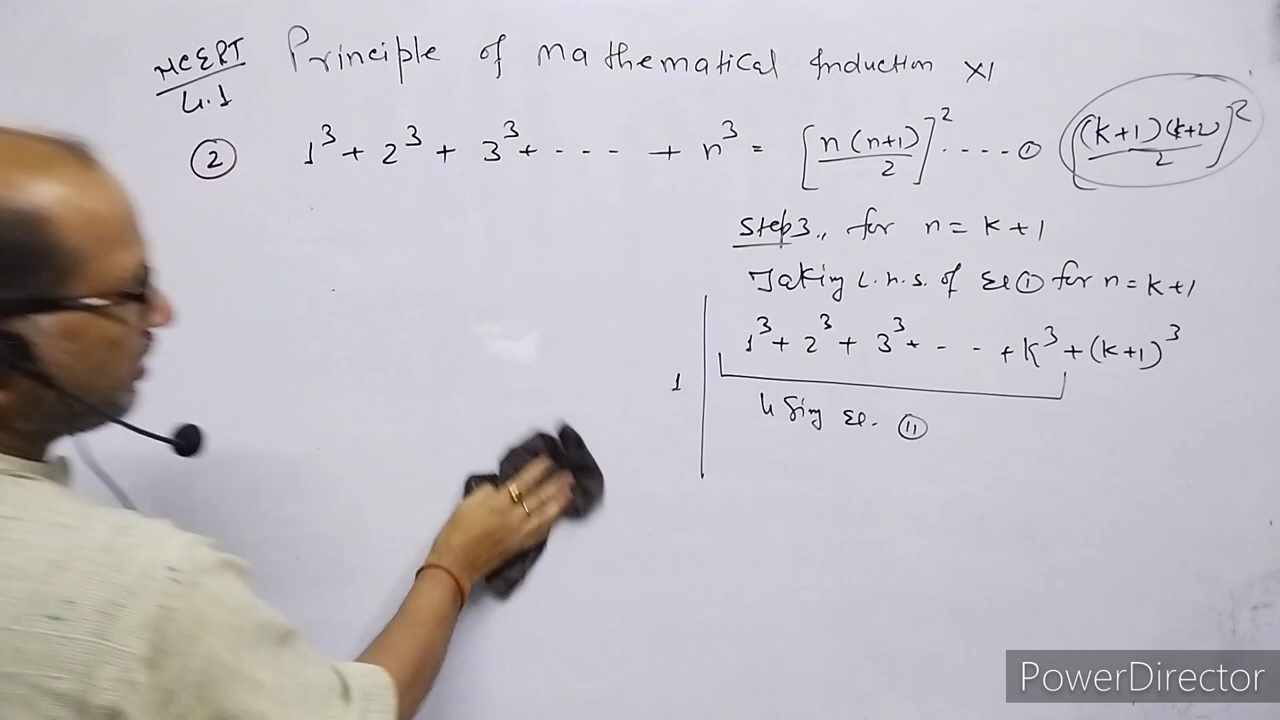 NCERT Principle of Mathematical Induction XI
4.1
② 1³ + 2³ + 3³ + - - - + n³ = [n(n+1)/2]² - - - - ① [(k+1)(k+2)/2]²
Step3., for n = k+1
Taking L.h.s. of Eq ① for n = k+1
1³ + 2³ + 3³ + - - + k³ + (k+1)³
1
Using Eq. ⑪
PowerDirector